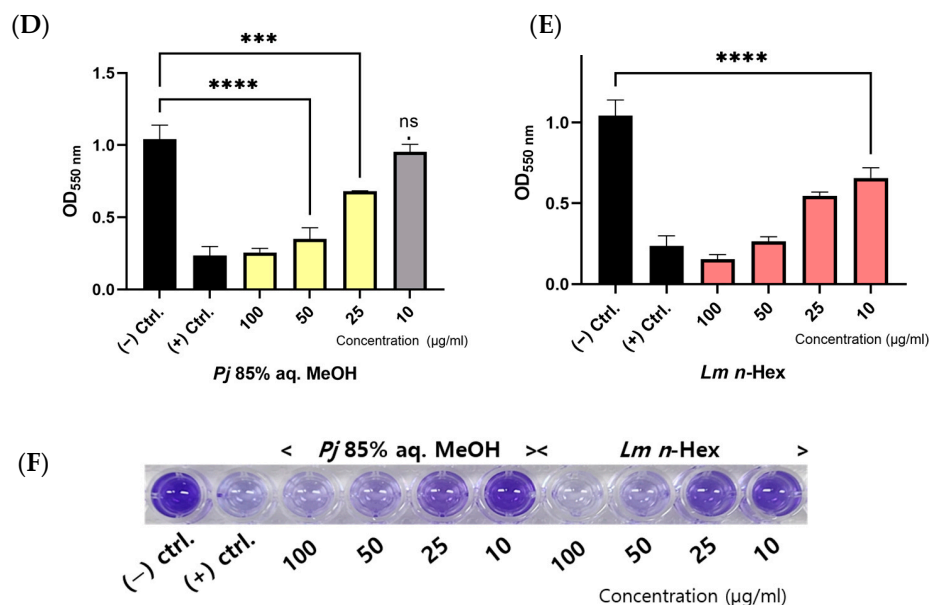 (D)
***
****
ns
1.5
1.0
0.5
0.0
OD550 nm
(−) Ctrl.
(+) Ctrl.
100
50
25
10
Concentration (µg/ml)
Pj 85% aq. MeOH
(E)
****
1.0
0.5
0.0
OD550 nm
(−) Ctrl.
(+) Ctrl.
100
50
25
10
Concentration (µg/ml)
Lm n-Hex
(F)
< Pj 85% aq. MeOH >< Lm n-Hex >
(−) ctrl. (+) ctrl. 100 50 25 10 100 50 25 10
Concentration (µg/ml)